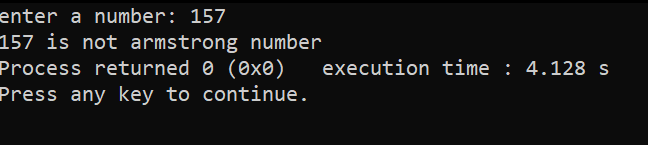 enter a number: 157
157 is not armstrong number
Process returned 0 (0x0)   execution time : 4.128 s
Press any key to continue.